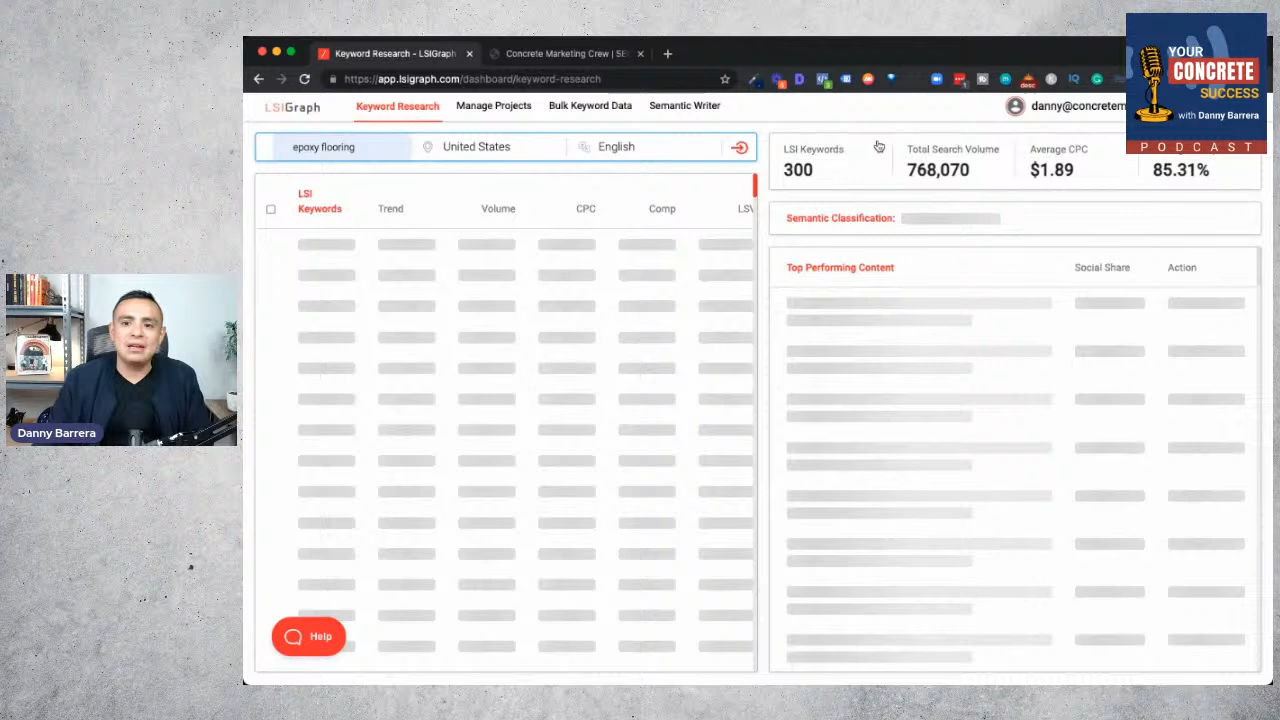 Keyword Research - LSIGraph
Concrete Marketing Crew | SE
https://app.lsigraph.com/dashboard/keyword-research
LSIGraph
Keyword Research
Manage Projects
Bulk Keyword Data
Semantic Writer
danny@concretem
epoxy flooring
United States
English
LSI Keywords
300
Total Search Volume
768,070
Average CPC
$1.89
85.31%
LSI
Keywords
Trend
Volume
CPC
Comp
LSV
Semantic Classification:
Top Performing Content
Social Share
Action
Help
Danny Barrera
YOUR
CONCRETE
SUCCESS
with Danny Barrera
PODCAST